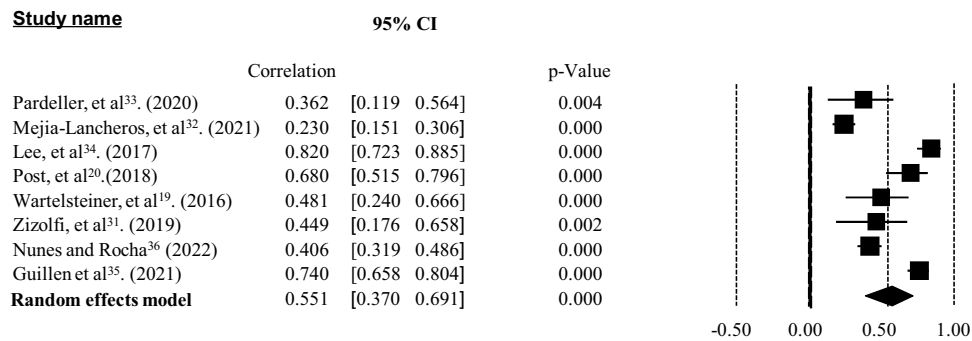 Study name 95% CI
Correlation p-Value
Pardeller, et al³³. (2020) 0.362 [0.119 0.564] 0.004
Mejia-Lancheros, et al³². (2021) 0.230 [0.151 0.306] 0.000
Lee, et al³⁴. (2017) 0.820 [0.723 0.885] 0.000
Post, et al²⁰.(2018) 0.680 [0.515 0.796] 0.000
Wartelsteiner, et al¹⁹. (2016) 0.481 [0.240 0.666] 0.000
Zizolfi, et al³¹. (2019) 0.449 [0.176 0.658] 0.002
Nunes and Rocha³⁶ (2022) 0.406 [0.319 0.486] 0.000
Guillen et al³⁵. (2021) 0.740 [0.658 0.804] 0.000
Random effects model 0.551 [0.370 0.691] 0.000
-0.50 0.00 0.50 1.00